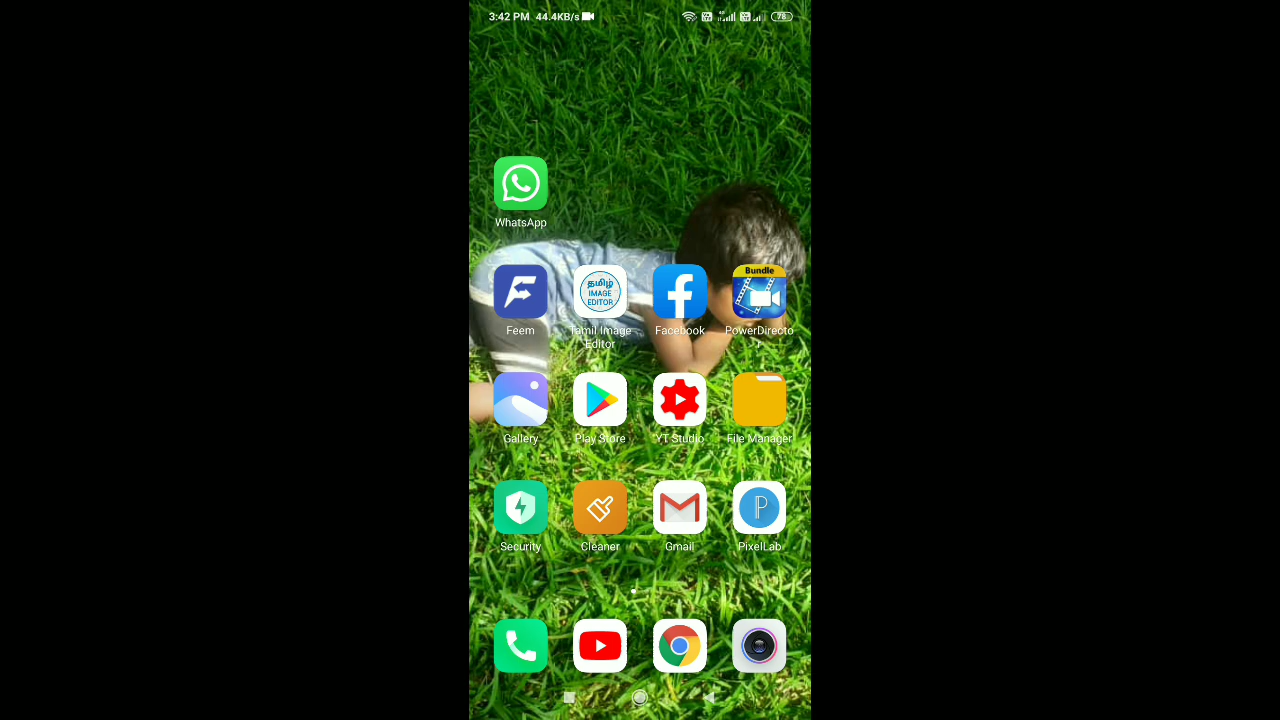 3:42 PM 44.4KB/s
78
WhatsApp
Bundle
தமிழ்
IMAGE
EDITOR
Feem
Tamil Image
Editor
Facebook
PowerDirecto
r
Gallery
Play Store
YT Studio
File Manager
Security
Cleaner
Gmail
PixelLab